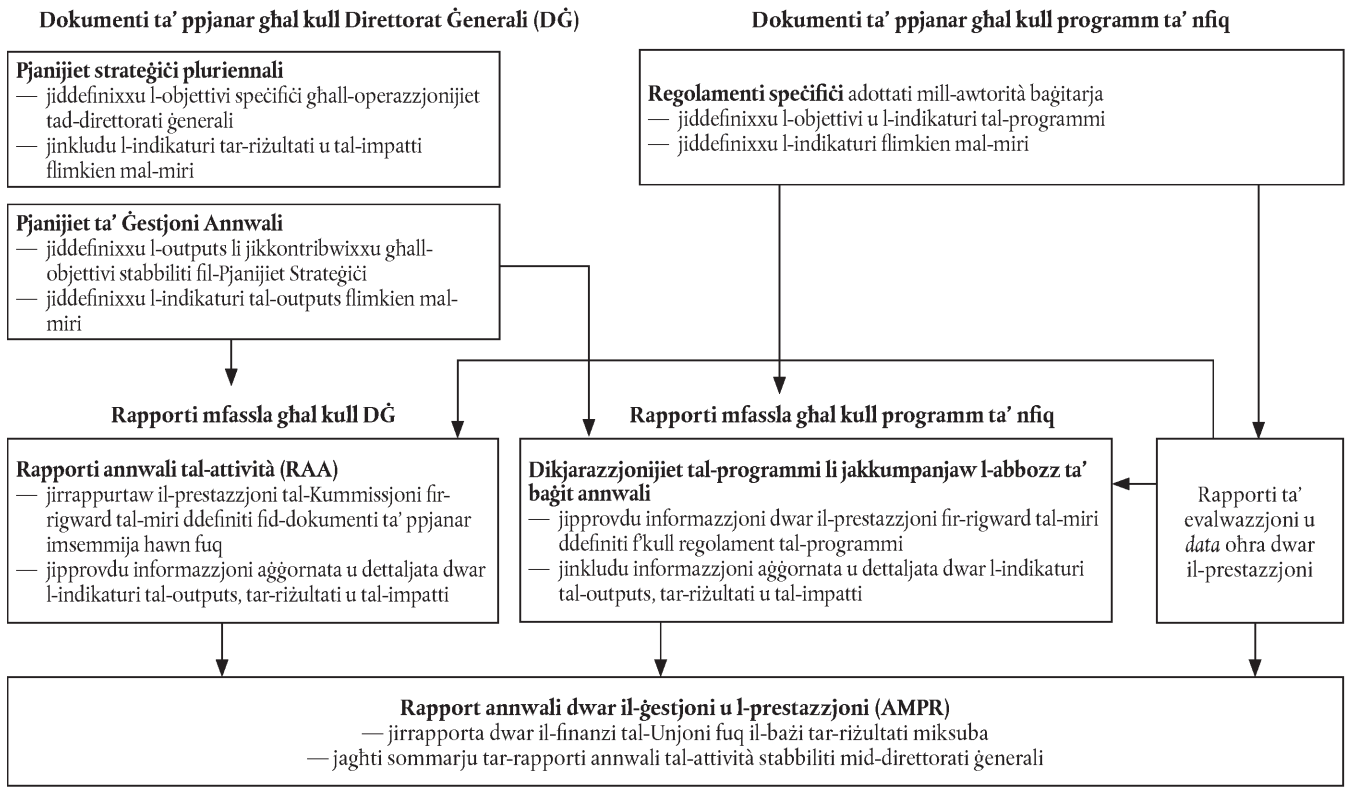 Dokumenti ta’ ppjanar għal kull Direttorat Ġenerali (DĠ)
Pjanijiet strateġiċi pluriennali
— jiddefinixxu l-objettivi speċifiċi għall-operazzjonijiet
tad-direttorati ġenerali
— jinkludu l-indikaturi tar-riżultati u tal-impatti
flimkien mal-miri
Pjanijiet ta’ Ġestjoni Annwali
— jiddefinixxu l-outputs li jikkontribwixxu għall-
objettivi stabbiliti fil-Pjanijiet Strateġiċi
— jiddefinixxu l-indikaturi tal-outputs flimkien mal-
miri
Dokumenti ta’ ppjanar għal kull programm ta’ nfiq
Regolamenti speċifiċi adottati mill-awtorità baġitarja
— jiddefinixxu l-objettivi u l-indikaturi tal-programmi
— jiddefinixxu l-indikaturi flimkien mal-miri
Rapporti mfassla għal kull DĠ
Rapporti annwali tal-attività (RAA)
— jirrappurtaw il-prestazzjoni tal-Kummissjoni fir-
rigward tal-miri ddefiniti fid-dokumenti ta’ ppjanar
imsemmija hawn fuq
— jipprovdu informazzjoni aġġornata u dettaljata dwar
l-indikaturi tal-outputs, tar-riżultati u tal-impatti
Rapporti mfassla għal kull programm ta’ nfiq
Dikjarazzjonijiet tal-programmi li jakkumpanjaw l-abbozz ta’
baġit annwali
— jipprovdu informazzjoni dwar il-prestazzjoni fir-rigward tal-miri
ddefiniti f’kull regolament tal-programmi
— jinkludu informazzjoni aġġornata u dettaljata dwar l-indikaturi
tal-outputs, tar-riżultati u tal-impatti
Rapporti ta’
evalwazzjoni u
data oħra dwar
il-prestazzjoni
Rapport annwali dwar il-ġestjoni u l-prestazzjoni (AMPR)
— jirrapporta dwar il-finanzi tal-Unjoni fuq il-bażi tar-riżultati miksuba
— jagħti sommarju tar-rapporti annwali tal-attività stabbiliti mid-direttorati ġenerali